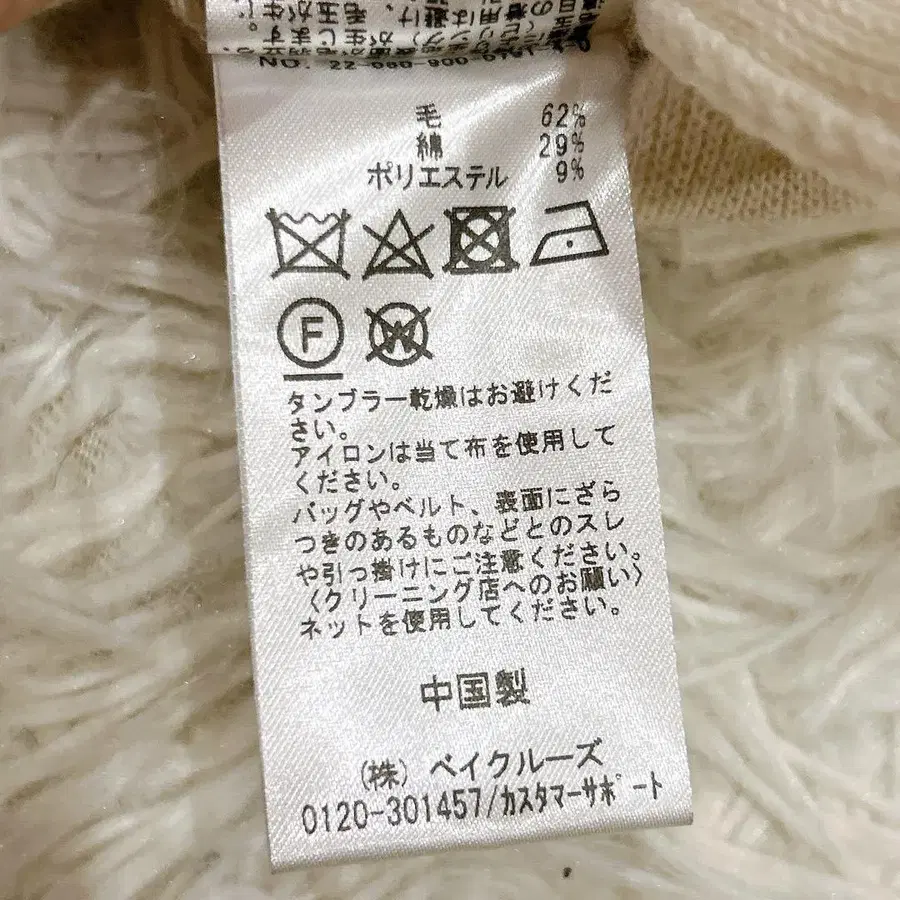 毛 62%
綿 29%
ポリエステル 9%
F
W
タンブラー乾燥はお避けくだ
さい。
アイロンは当て布を使用して
ください。
バッグやベルト、表面にざら
つきのあるものなどとのスレ
や引っ掛けにご注意ください。
〈クリーニング店へのお願い〉
ネットを使用してください。
中国製
(株) ベイクルーズ
0120-301457/カスタマーサポート